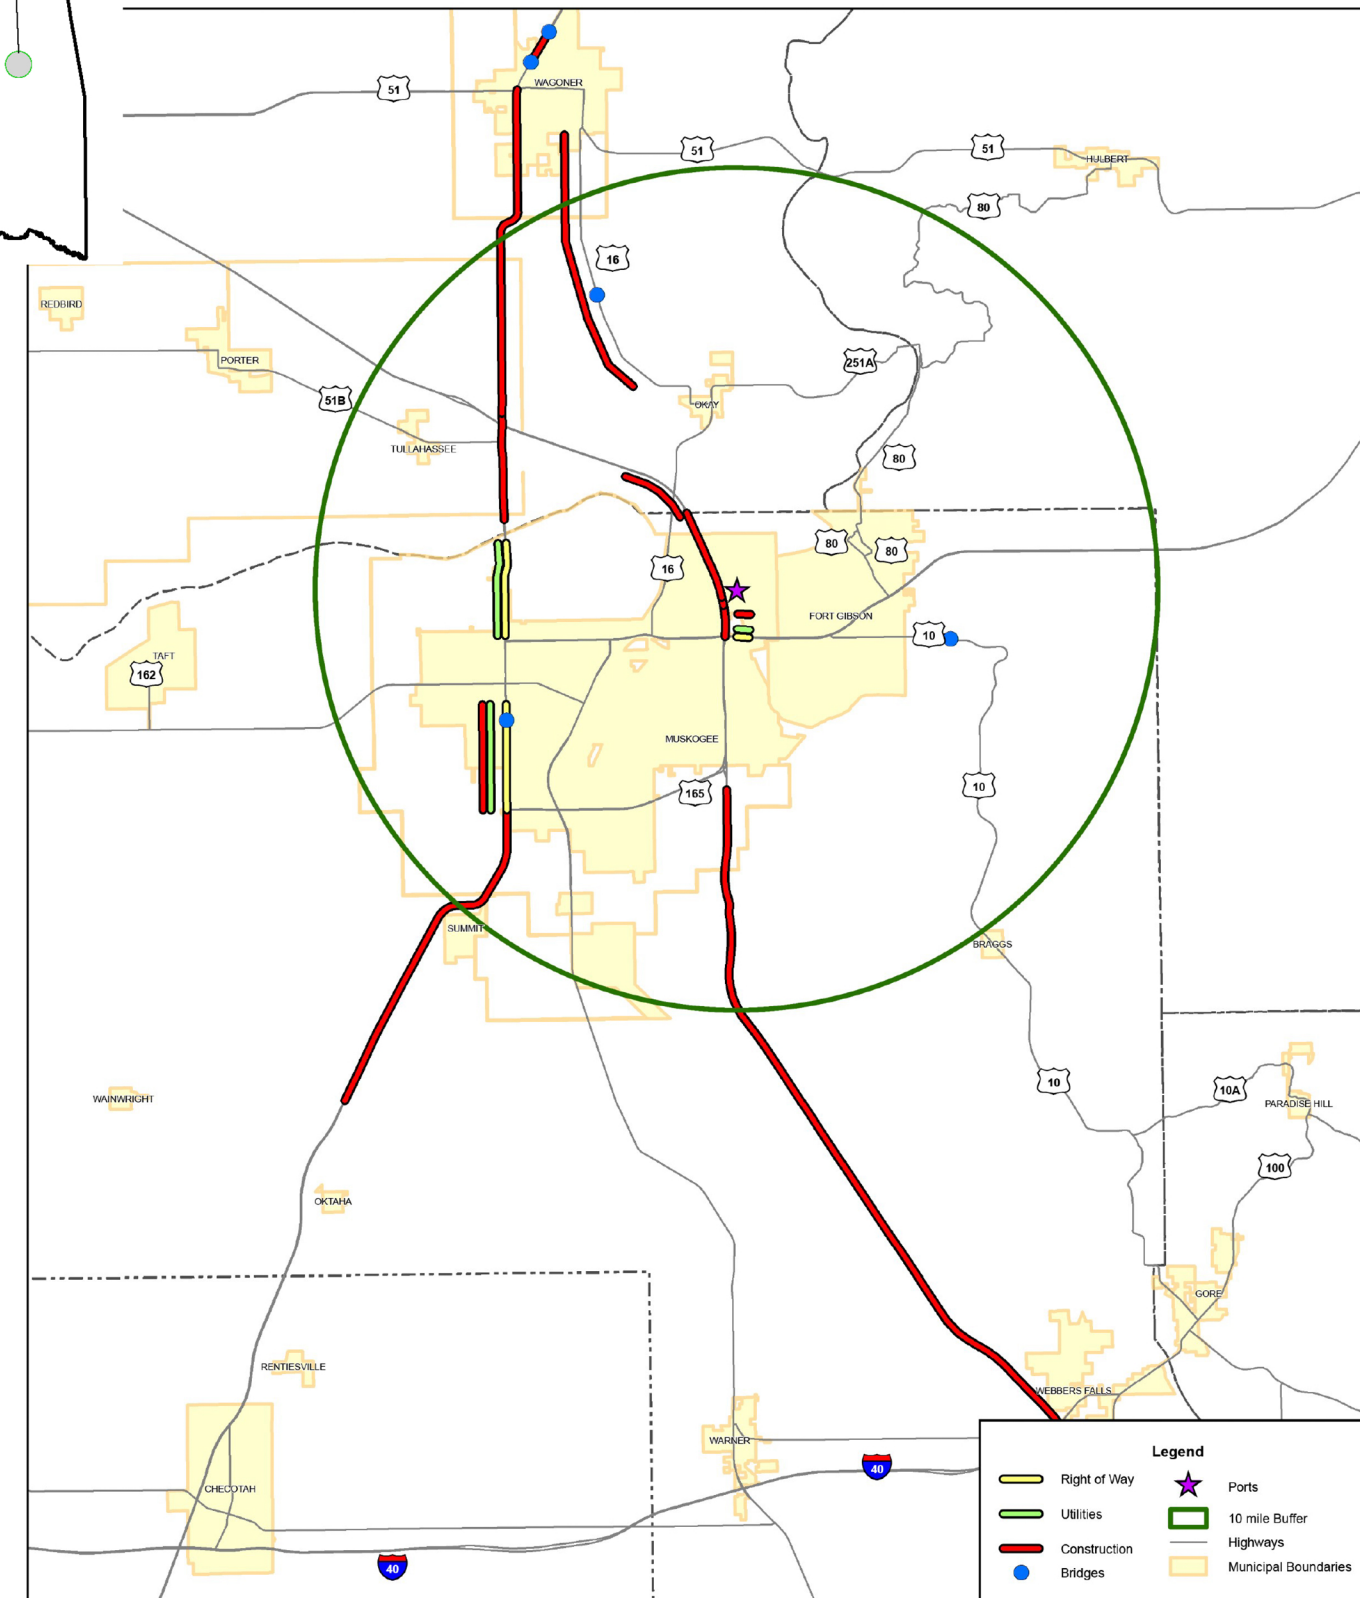 WAGONER
51
51
51
HULBERT
80
16
REDBIRD
PORTER
251A
51B
OKAY
TULLAHASSEE
80
80
80
16
FORT GIBSON
10
TAFT
162
MUSKOGEE
10
165
SUMMIT
BRAGGS
10
10A
WAINWRIGHT
PARADISE HILL
100
OKTAHA
GORE
RENTIESVILLE
WEBBERS FALLS
WARNER
40
CHECOTAH
40
Legend
Right of Way
Utilities
Construction
Bridges
Ports
10 mile Buffer
Highways
Municipal Boundaries